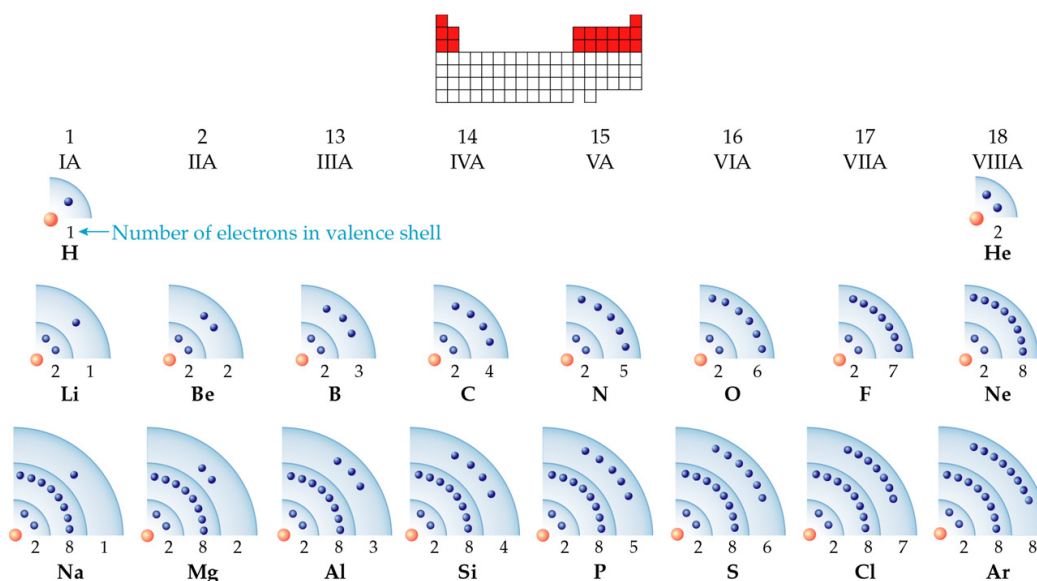 1 2 13 14 15 16 17 18
IA IIA IIIA IVA VA VIA VIIA VIIIA
1 Number of electrons in valence shell 2
H He
2 1 2 2 2 3 2 4 2 5 2 6 2 7 2 8
Li Be B C N O F Ne
2 8 1 2 8 2 2 8 3 2 8 4 2 8 5 2 8 6 2 8 7 2 8 8
Na Mg Al Si P S Cl Ar